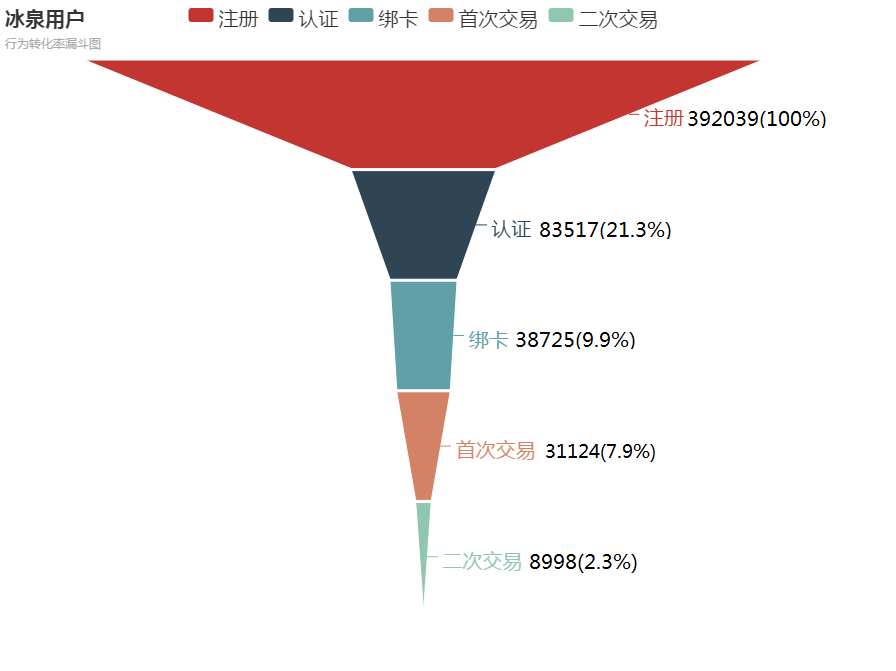 冰泉用户
行为转化率漏斗图
注册 认证 绑卡 首次交易 二次交易
注册 392039(100%)
认证 83517(21.3%)
绑卡 38725(9.9%)
首次交易 31124(7.9%)
二次交易 8998(2.3%)